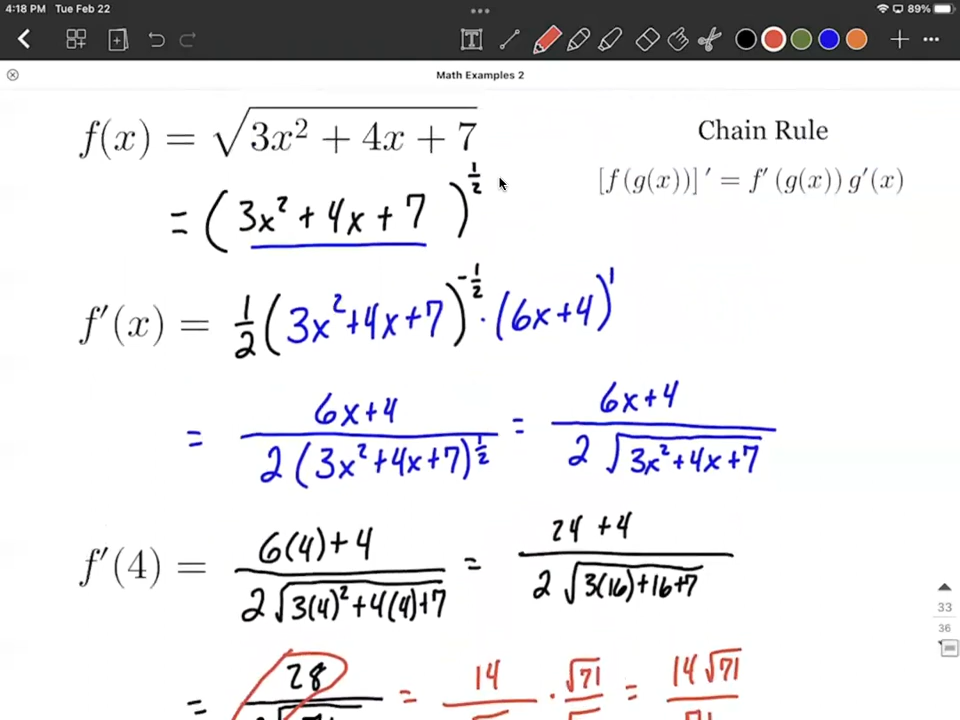 4:18 PM Tue Feb 22
89%
Math Examples 2
f(x) = √(3x² + 4x + 7)
Chain Rule
[f(g(x))]′ = f′(g(x)) g′(x)
= (3x² + 4x + 7)^(1/2)
f′(x) = 1/2 (3x² + 4x + 7)^(-1/2) · (6x + 4)^1
= (6x + 4) / (2(3x² + 4x + 7)^(1/2)) = (6x + 4) / (2√(3x² + 4x + 7))
f′(4) = (6(4) + 4) / (2√(3(4)² + 4(4) + 7)) = (24 + 4) / (2√(3(16) + 16 + 7))
33
36
= 28 = 14 · √71 = 14√71